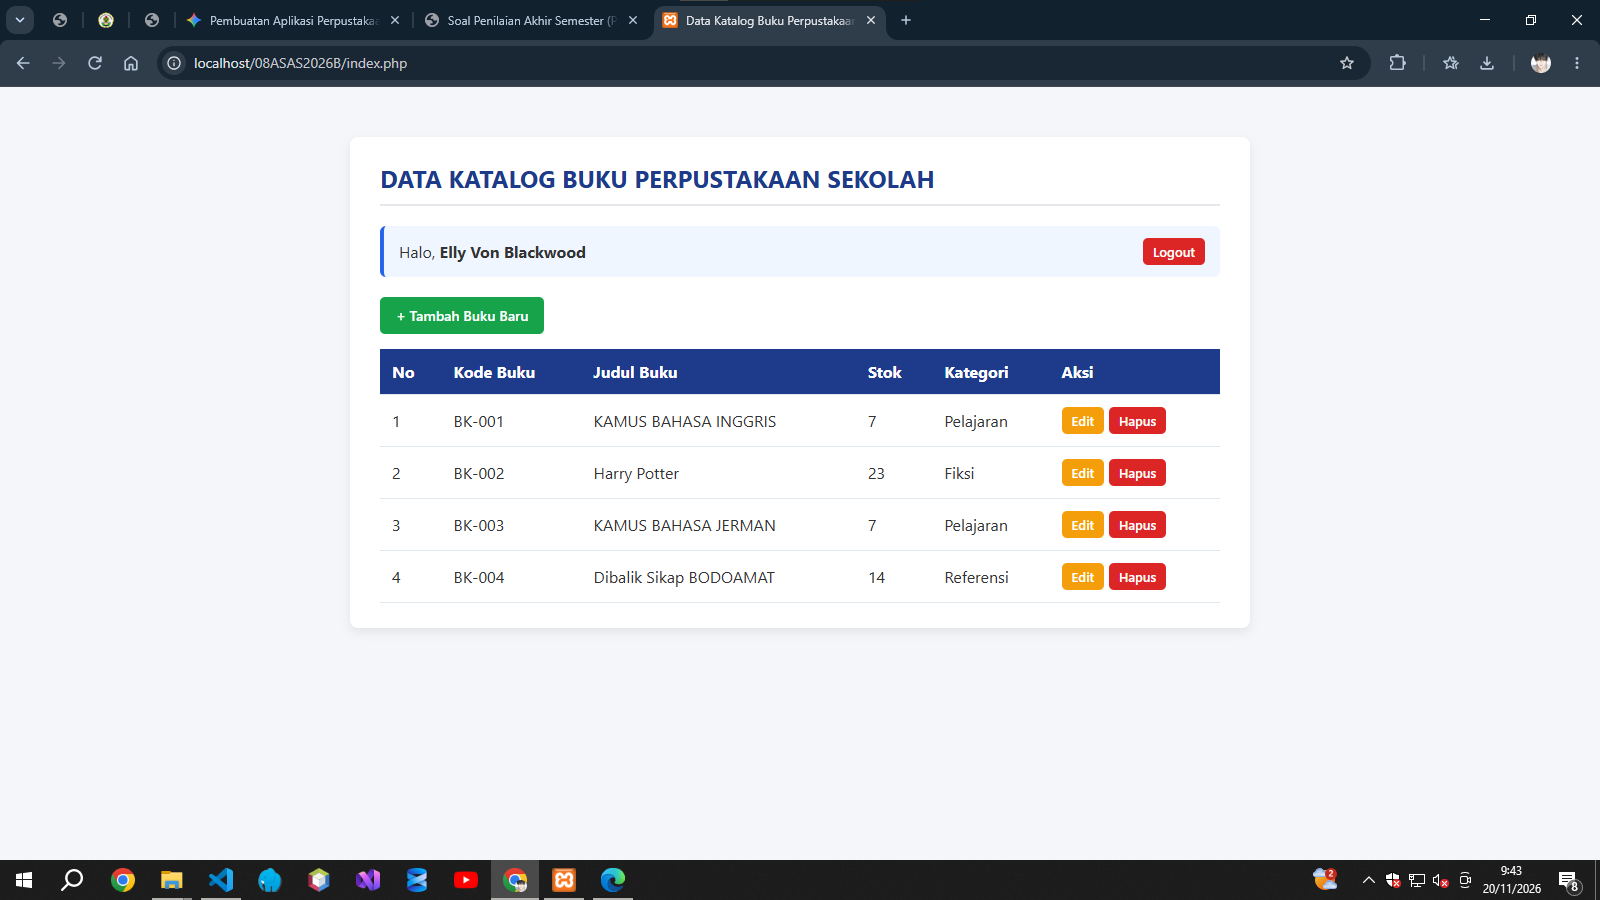 Pembuatan Aplikasi Perpustakaa
Soal Penilaian Akhir Semester (P
Data Katalog Buku Perpustakaan
localhost/08ASAS2026B/index.php
DATA KATALOG BUKU PERPUSTAKAAN SEKOLAH
Halo, Elly Von Blackwood
Logout
+ Tambah Buku Baru
No Kode Buku Judul Buku Stok Kategori Aksi
1 BK-001 KAMUS BAHASA INGGRIS 7 Pelajaran Edit Hapus
2 BK-002 Harry Potter 23 Fiksi Edit Hapus
3 BK-003 KAMUS BAHASA JERMAN 7 Pelajaran Edit Hapus
4 BK-004 Dibalik Sikap BODOAMAT 14 Referensi Edit Hapus
2
9:43
20/11/2026
8